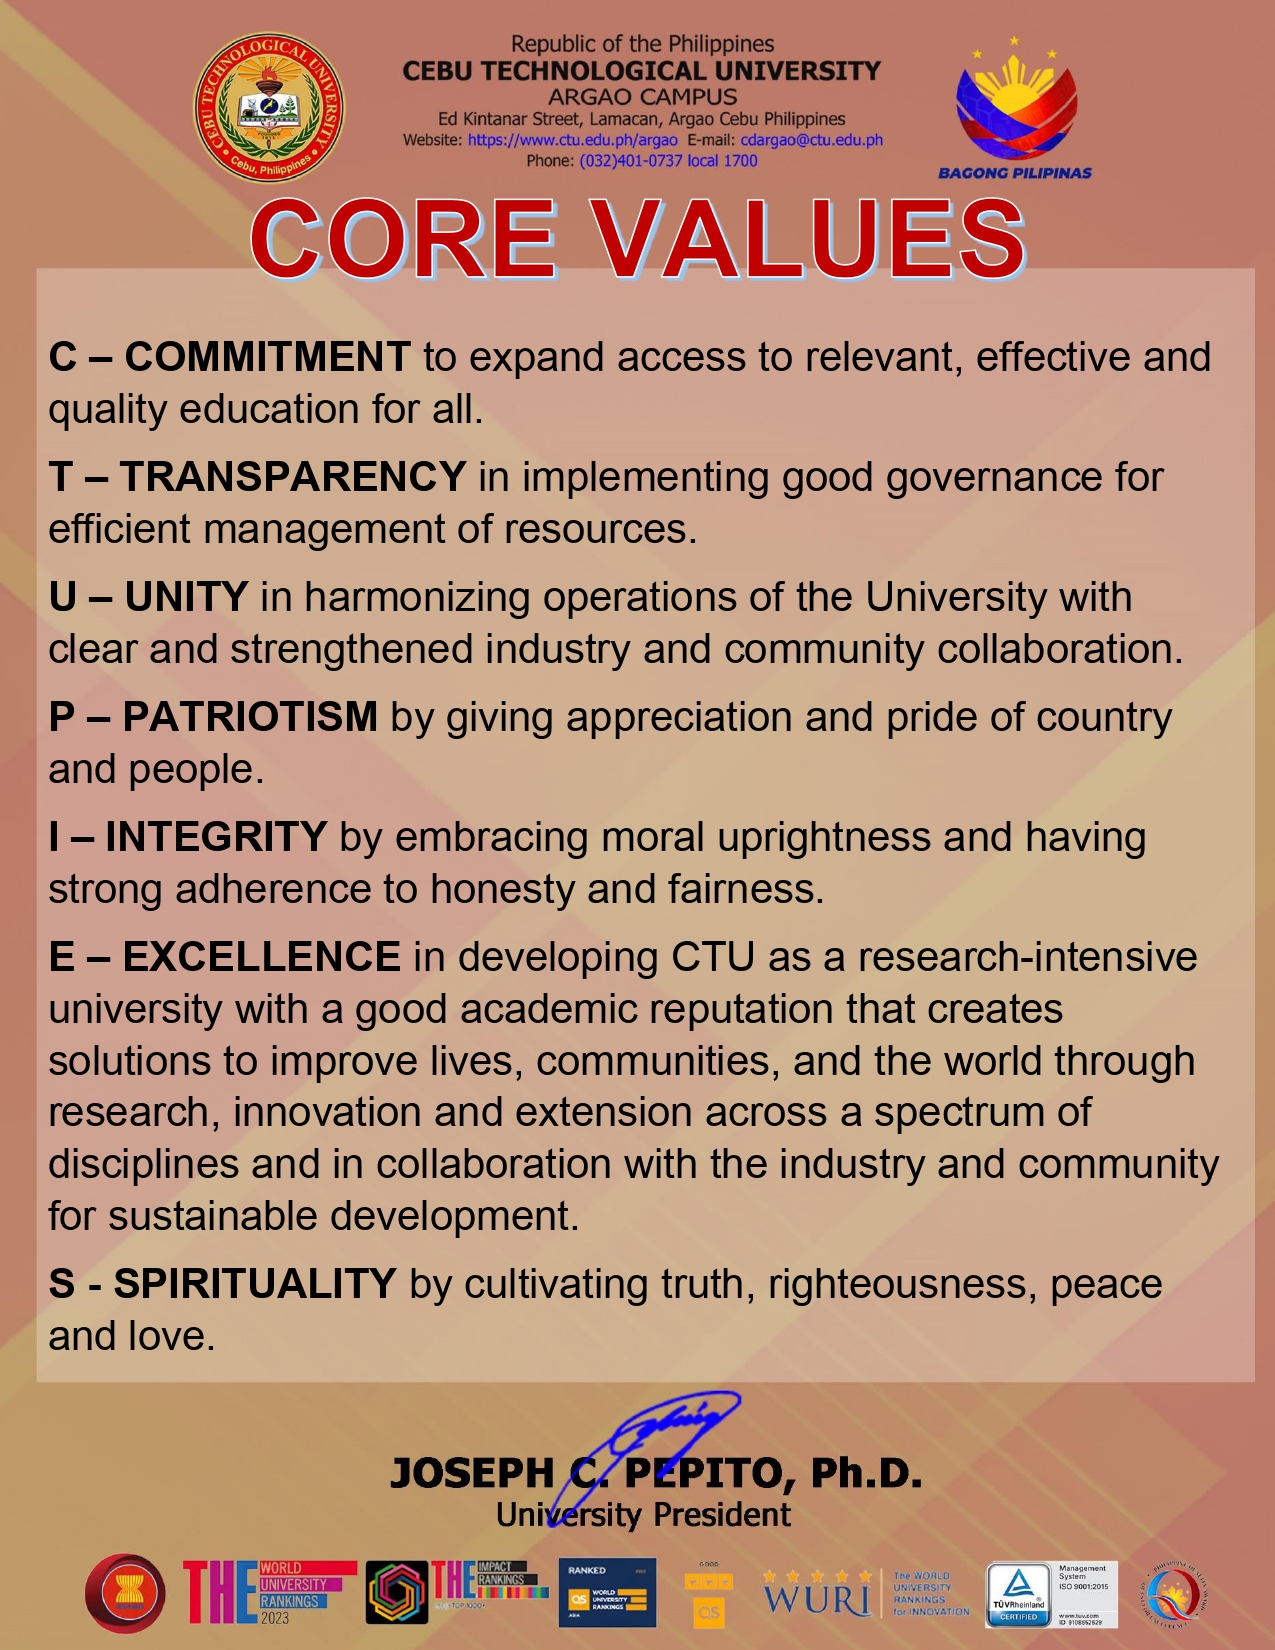 Republic of the Philippines
CEBU TECHNOLOGICAL UNIVERSITY
ARGAO CAMPUS
Ed Kintanar Street, Lamacan, Argao Cebu Philippines
Website: https://www.ctu.edu.ph/argao E-mail: cdargao@ctu.edu.ph
Phone: (032)401-0737 local 1700
CEBU TECHNOLOGICAL UNIVERSITY
Cebu, Philippines
BAGONG PILIPINAS
CORE VALUES
C – COMMITMENT to expand access to relevant, effective and
quality education for all.
T – TRANSPARENCY in implementing good governance for
efficient management of resources.
U – UNITY in harmonizing operations of the University with
clear and strengthened industry and community collaboration.
P – PATRIOTISM by giving appreciation and pride of country
and people.
I – INTEGRITY by embracing moral uprightness and having
strong adherence to honesty and fairness.
E – EXCELLENCE in developing CTU as a research-intensive
university with a good academic reputation that creates
solutions to improve lives, communities, and the world through
research, innovation and extension across a spectrum of
disciplines and in collaboration with the industry and community
for sustainable development.
S - SPIRITUALITY by cultivating truth, righteousness, peace
and love.
JOSEPH C. PEPITO, Ph.D.
University President
THE WORLD
UNIVERSITY
RANKINGS
2023
THE IMPACT
RANKINGS
TOP 1000+
RANKED
QS WORLD
UNIVERSITY
RANKINGS
ASIA
GOOD
QS
WURI
The WORLD
UNIVERSITY
RANKINGS
for INNOVATION
TÜVRheinland
CERTIFIED
Management
System
ISO 9001:2015
www.tuv.com
ID 9108652629